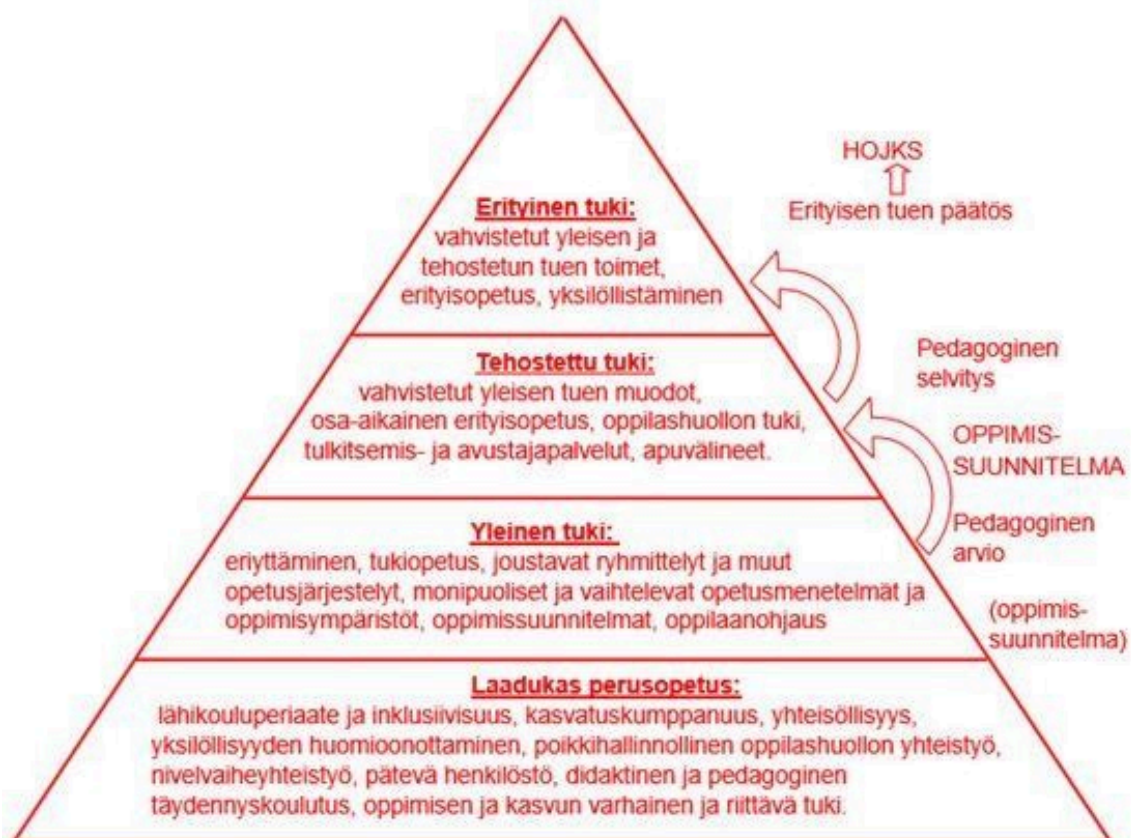 HOJKS
Erityisen tuen päätös
Erityinen tuki:
vahvistetut yleisen ja
tehostetun tuen toimet,
erityisopetus, yksilöllistäminen
Pedagoginen
selvitys
Tehostettu tuki:
vahvistetut yleisen tuen muodot,
osa-aikainen erityisopetus, oppilashuollon tuki,
tulkitsemis- ja avustajapalvelut, apuvälineet.
OPPIMIS-
SUUNNITELMA
Pedagoginen
arvio
Yleinen tuki:
eriyttäminen, tukiopetus, joustavat ryhmittelyt ja muut
opetusjärjestelyt, monipuoliset ja vaihtelevat opetusmenetelmät ja
oppimisympäristöt, oppimissuunnitelmat, oppilaanohjaus
(oppimis-
suunnitelma)
Laadukas perusopetus:
lähikouluperiaate ja inklusiivisuus, kasvatuskumppanuus, yhteisöllisyys,
yksilöllisyyden huomioonottaminen, poikkihallinnollinen oppilashuollon yhteistyö,
nivelvaiheyhteistyö, pätevä henkilöstö, didaktinen ja pedagoginen
täydennyskoulutus, oppimisen ja kasvun varhainen ja riittävä tuki.